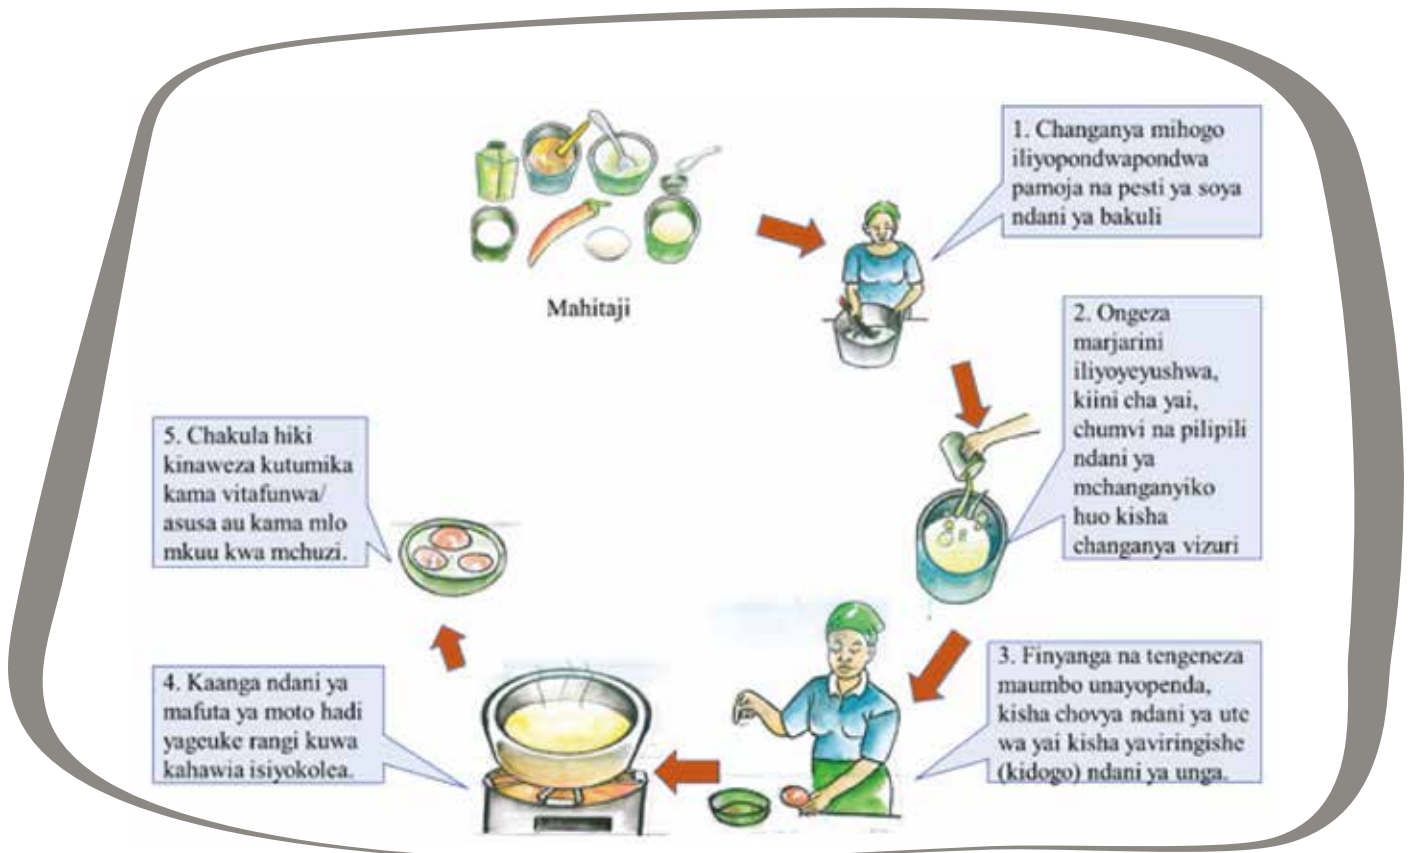 Mahitaji
1. Changanya mihogo
iliyopondwapondwa
pamoja na pesti ya soya
ndani ya bakuli
2. Ongeza
marjarini
iliyoyeyushwa,
kiini cha yai,
chumvi na pilipili
ndani ya
mchanganyiko
huo kisha
changanya vizuri
3. Finyanga na tengeneza
maumbo unayopenda,
kisha chovya ndani ya ute
wa yai kisha yaviringishe
(kidogo) ndani ya unga.
4. Kaanga ndani ya
mafuta ya moto hadi
yageuke rangi kuwa
kahawia isiyokolea.
5. Chakula hiki
kinaweza kutumika
kama vitafunwa/
asusa au kama mlo
mkuu kwa mchuzi.